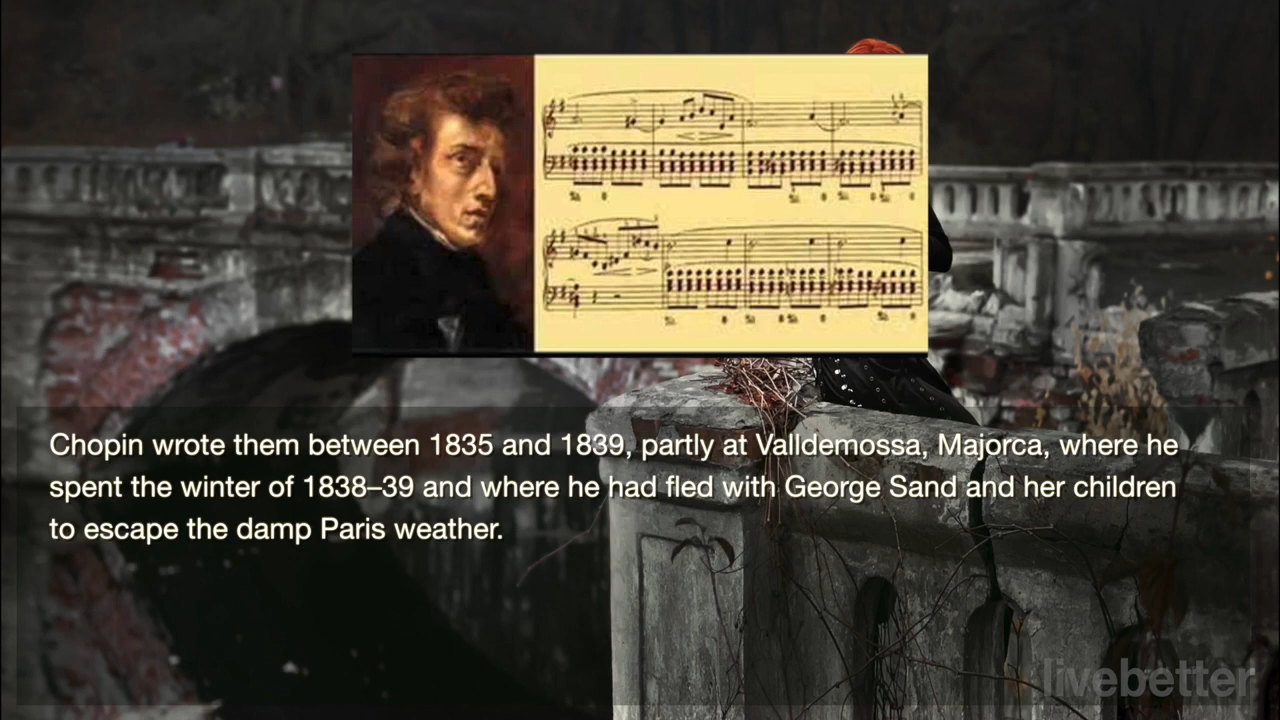 Chopin wrote them between 1835 and 1839, partly at Valldemossa, Majorca, where he
spent the winter of 1838–39 and where he had fled with George Sand and her children
to escape the damp Paris weather.
livebetter